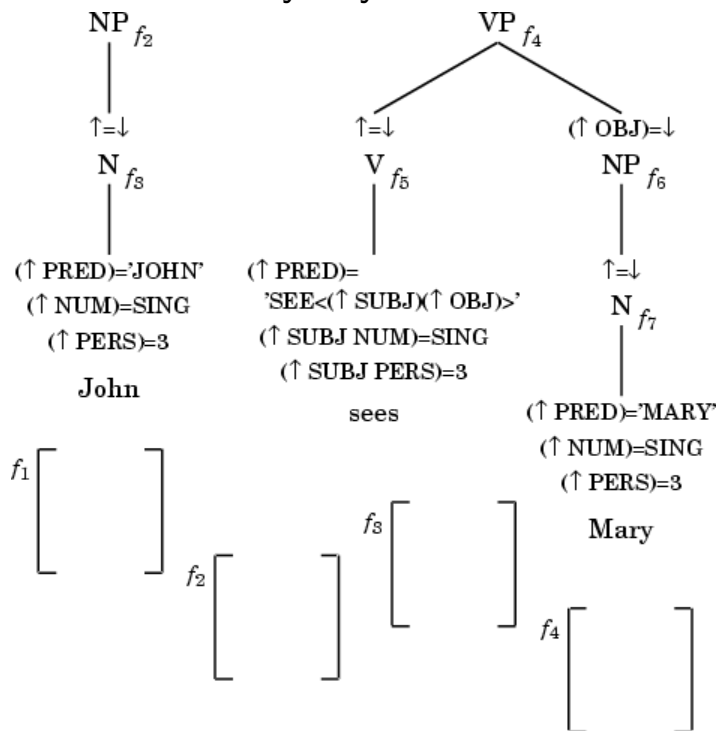 NP f2 VP f4
↑=↓ ↑=↓ (↑ OBJ)=↓
N f3 V f5 NP f6
(↑ PRED)='JOHN' (↑ PRED)= ↑=↓
(↑ NUM)=SING 'SEE<(↑ SUBJ)(↑ OBJ)>' N f7
(↑ PERS)=3 (↑ SUBJ NUM)=SING
John (↑ SUBJ PERS)=3
sees (↑ PRED)='MARY'
(↑ NUM)=SING
(↑ PERS)=3
Mary
f1
f2
f3
f4